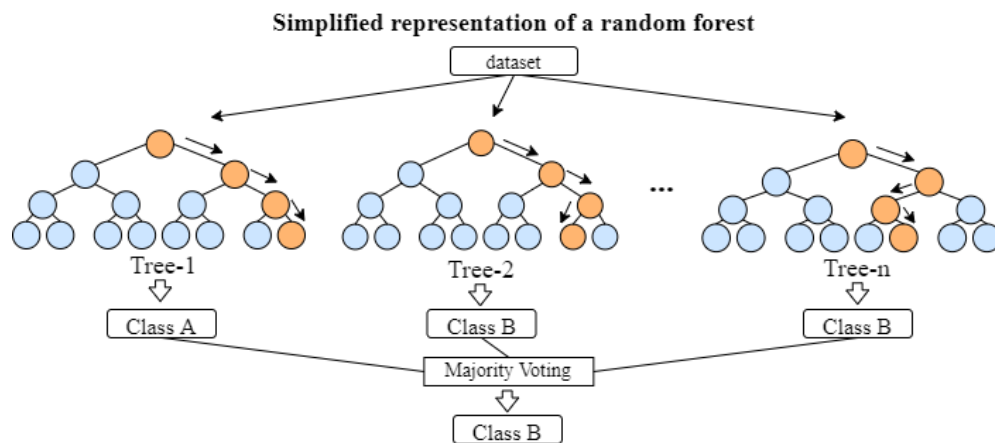 Simplified representation of a random forest
dataset
...
Tree-1
Tree-2
Tree-n
Class A
Class B
Class B
Majority Voting
Class B